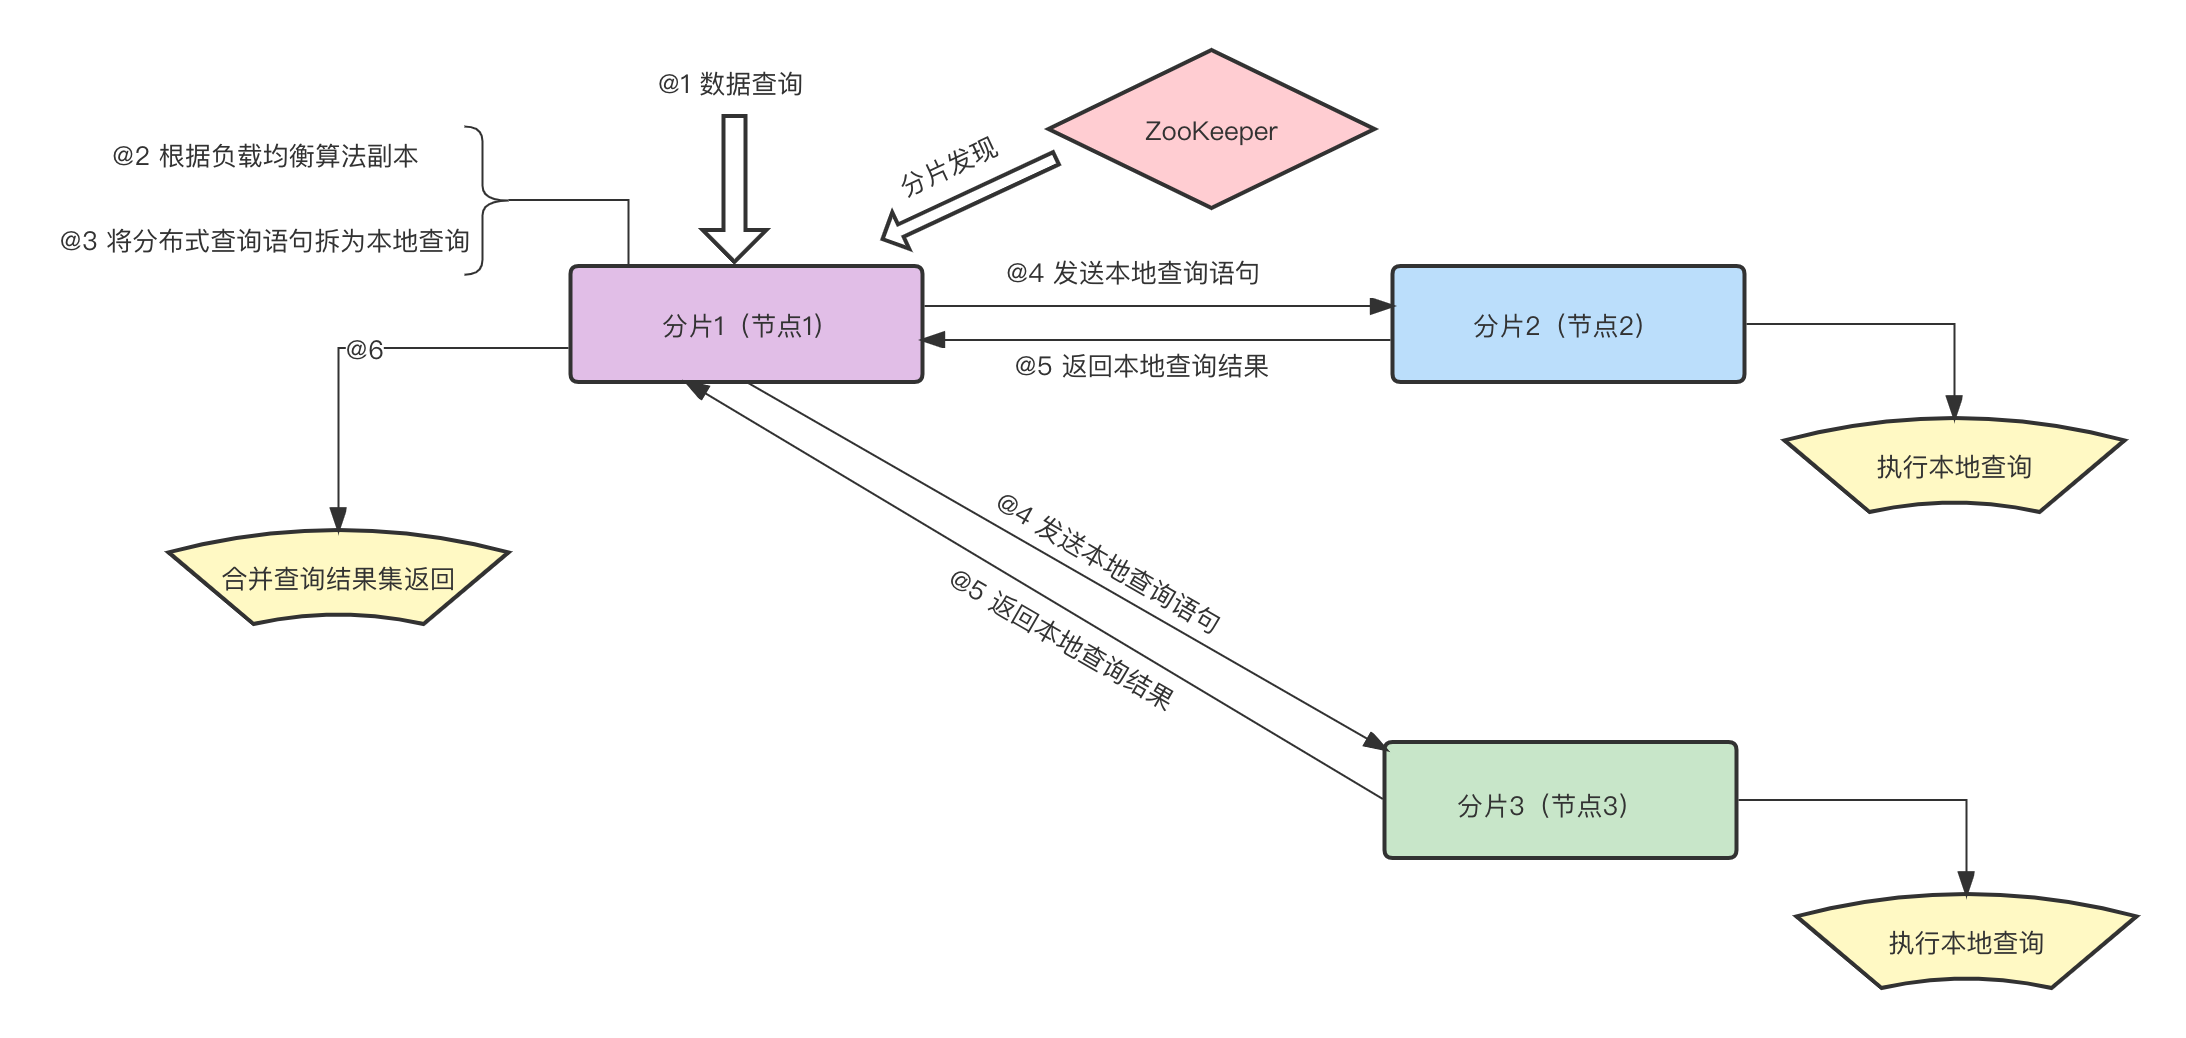 @1 数据查询
ZooKeeper
分片发现
@2 根据负载均衡算法副本
@3 将分布式查询语句拆为本地查询
分片1（节点1）
@4 发送本地查询语句
@5 返回本地查询结果
分片2（节点2）
@6
执行本地查询
合并查询结果集返回
@4 发送本地查询语句
@5 返回本地查询结果
分片3（节点3）
执行本地查询